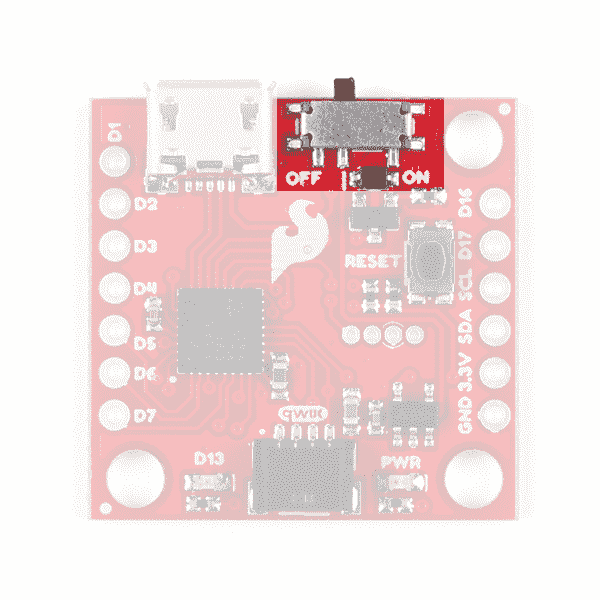 D1
OFF
ON
D2
D16
D3
D17
RESET
D4
SCL
D5
SDA
D6
3.3V
D7
GND
qwiic
D13
PWR